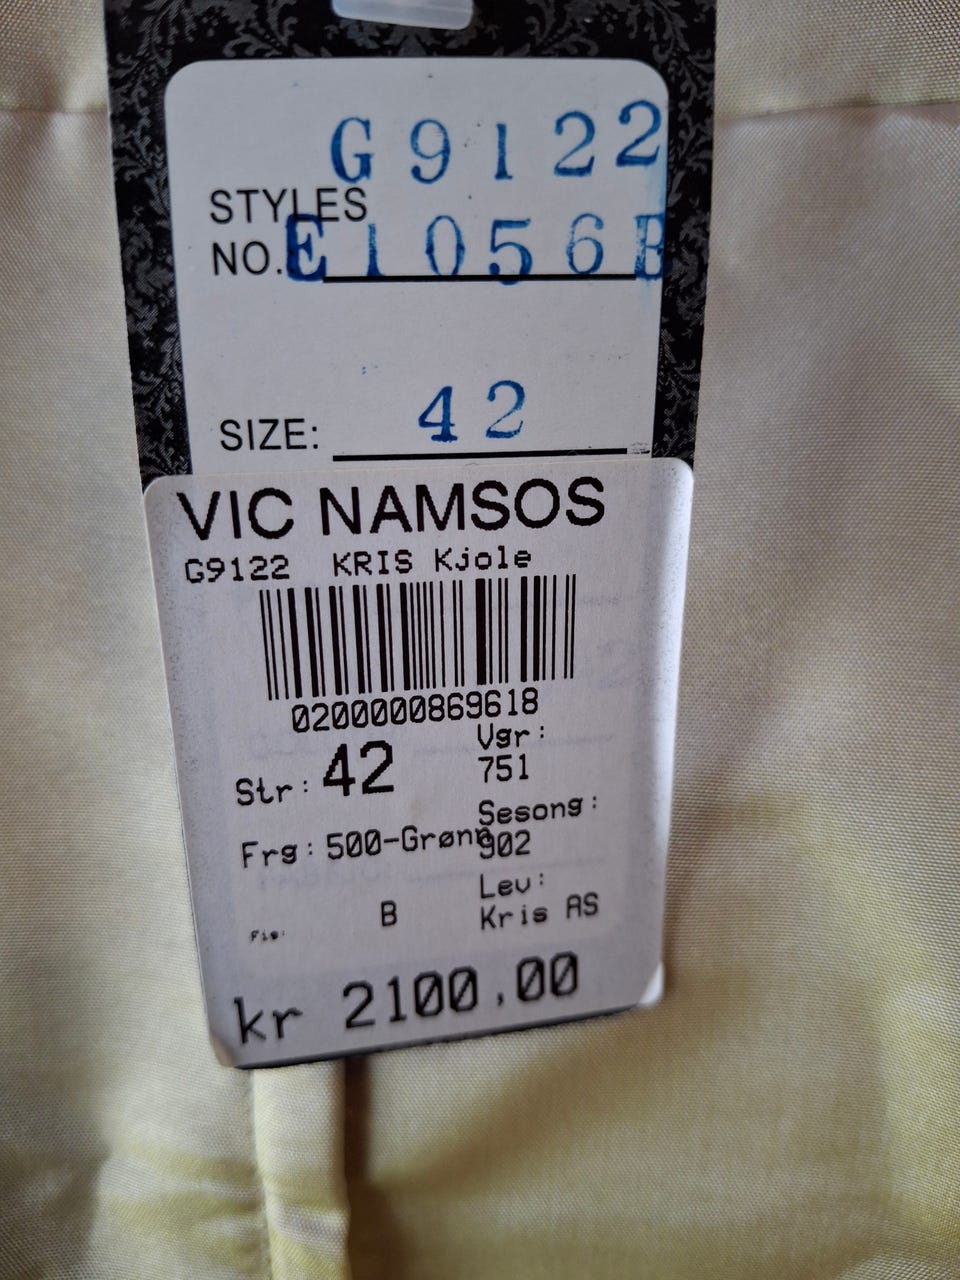 G9122
STYLES
NO. E1056B
SIZE: 42
VIC NAMSOS
G9122 KRIS Kjole
0200000869618
Str: 42
Vgr:
751
Frg: 500-Grønn
Sesong:
902
B
Lev:
Kris AS
kr 2100,00